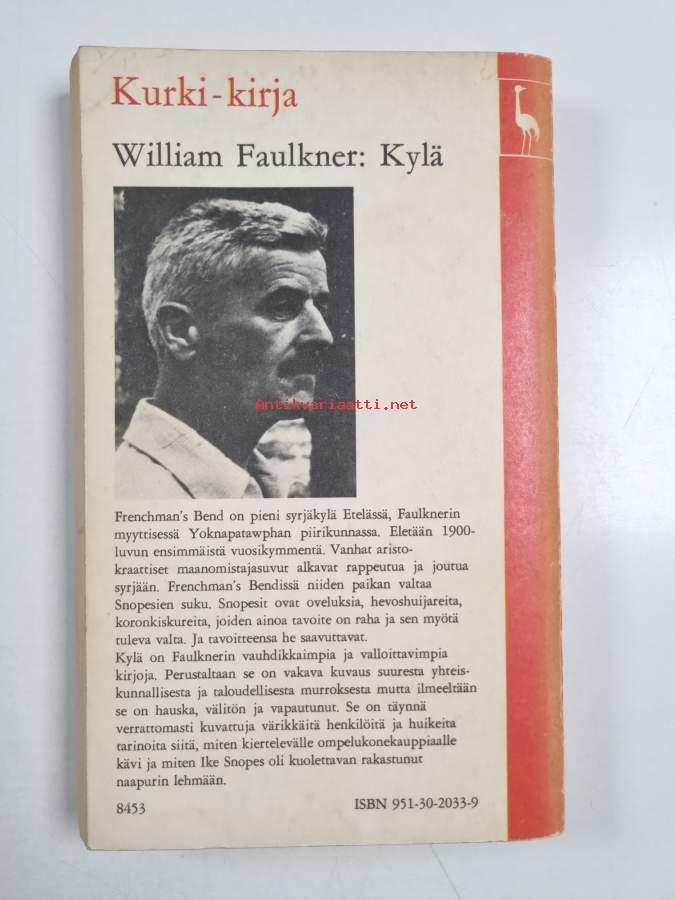 Kurki-kirja
William Faulkner: Kylä
Antikvariaatti.net
Frenchman's Bend on pieni syrjäkylä Etelässä, Faulknerin
myyttisessä Yoknapatawphan piirikunnassa. Eletään 1900-
luvun ensimmäistä vuosikymmentä. Vanhat aristo-
kraattiset maanomistajasuvut alkavat rappeutua ja joutua
syrjään. Frenchman's Bendissä niiden paikan valtaa
Snopesien suku. Snopesit ovat oveluksia, hevoshuijareita,
koronkiskureita, joiden ainoa tavoite on raha ja sen myötä
tuleva valta. Ja tavoitteensa he saavuttavat.
Kylä on Faulknerin vauhdikkaimpia ja valloittavimpia
kirjoja. Perustaltaan se on vakava kuvaus suuresta yhteis-
kunnallisesta ja taloudellisesta murroksesta mutta ilmeeltään
se on hauska, välitön ja vapautunut. Se on täynnä
verrattomasti kuvattuja värikkäitä henkilöitä ja huikeita
tarinoita siitä, miten kiertelevälle ompelukonekauppiaalle
kävi ja miten Ike Snopes oli kuolettavan rakastunut
naapurin lehmään.
8453
ISBN 951-30-2033-9